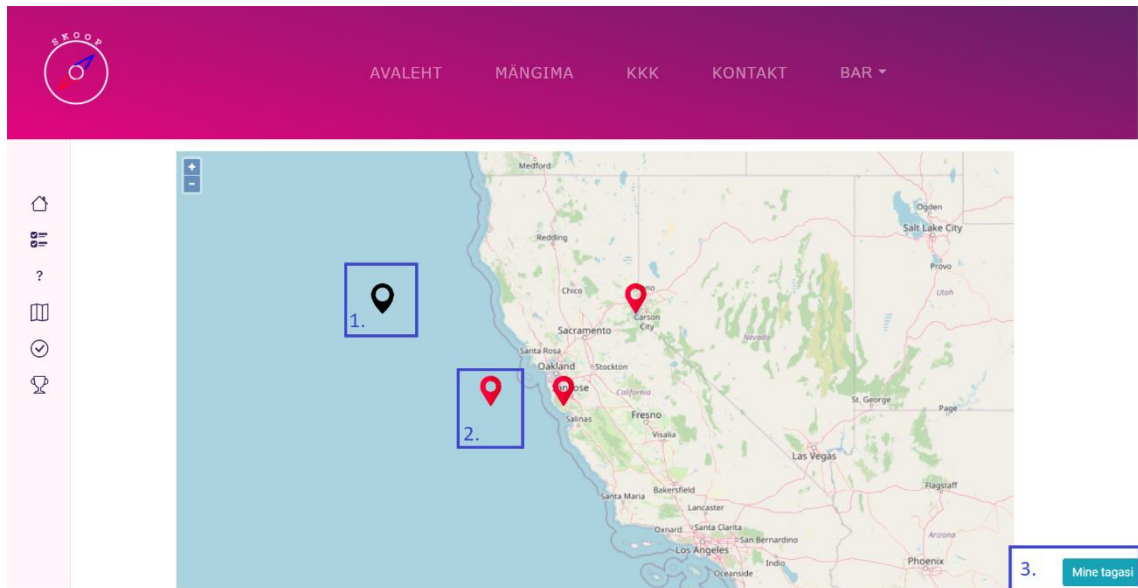 SKOOP
AVALEHT MÄNGIMA KKK KONTAKT BAR
+
-
Medford
Ogden
Salt Lake City
Redding
Provo
?
Chico
Utah
1.
Carson
City
Sacramento
Nevada
Santa Rosa
Oakland
Stockton
California
St. George
Page
Salinas
Fresno
2.
Visalia
Las Vegas
Bakersfield
Flagstaff
Santa Maria
Lancaster
Oxnard
Santa Clarita
Arizona
San Bernardino
Los Angeles
Phoenix
Indio
Oceanside
3.
Mine tagasi